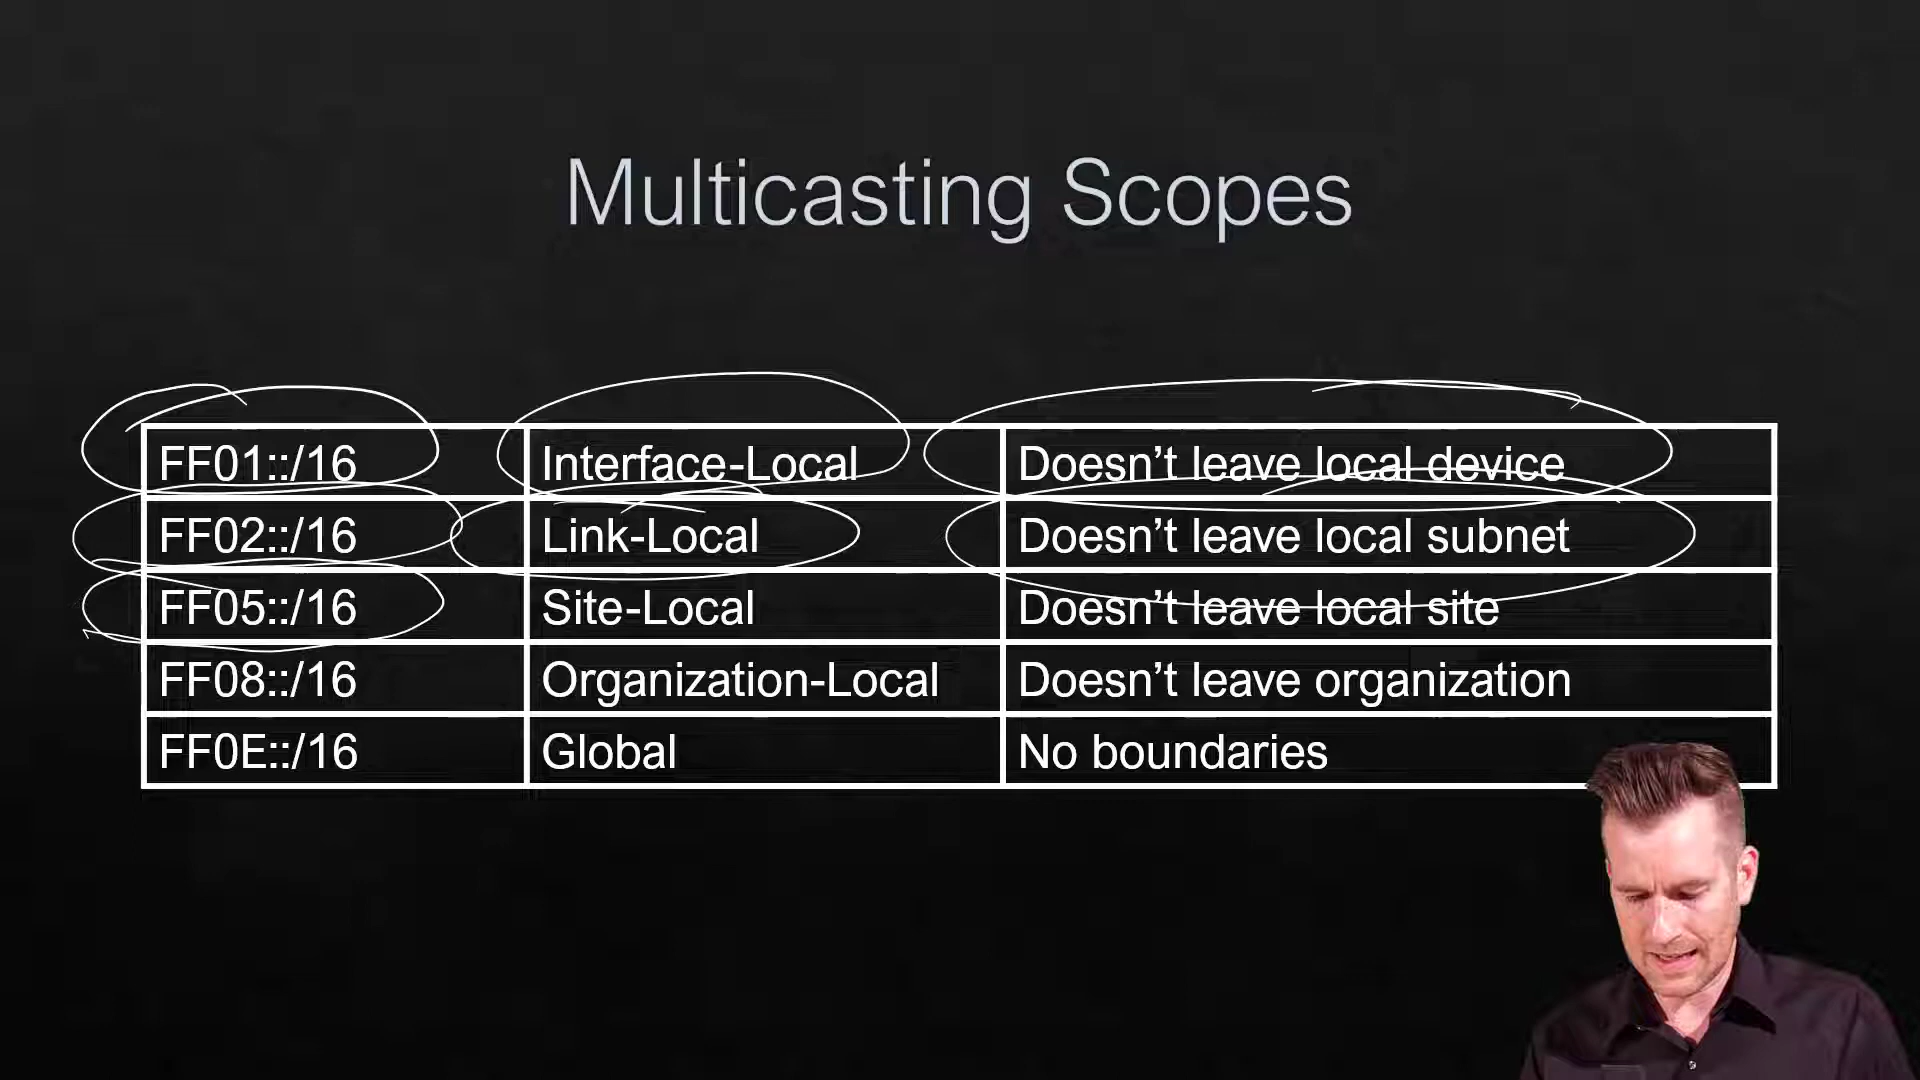 Multicasting Scopes
FF01::/16 Interface-Local Doesn’t leave local device
FF02::/16 Link-Local Doesn’t leave local subnet
FF05::/16 Site-Local Doesn’t leave local site
FF08::/16 Organization-Local Doesn’t leave organization
FF0E::/16 Global No boundaries